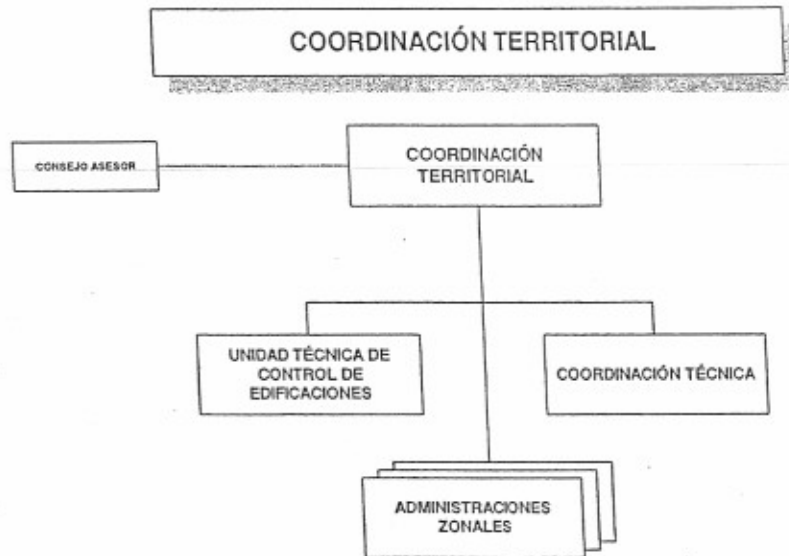 COORDINACIÓN TERRITORIAL
CONSEJO ASESOR
COORDINACIÓN
TERRITORIAL
UNIDAD TÉCNICA DE
CONTROL DE
EDIFICACIONES
COORDINACIÓN TÉCNICA
ADMINISTRACIONES
ZONALES